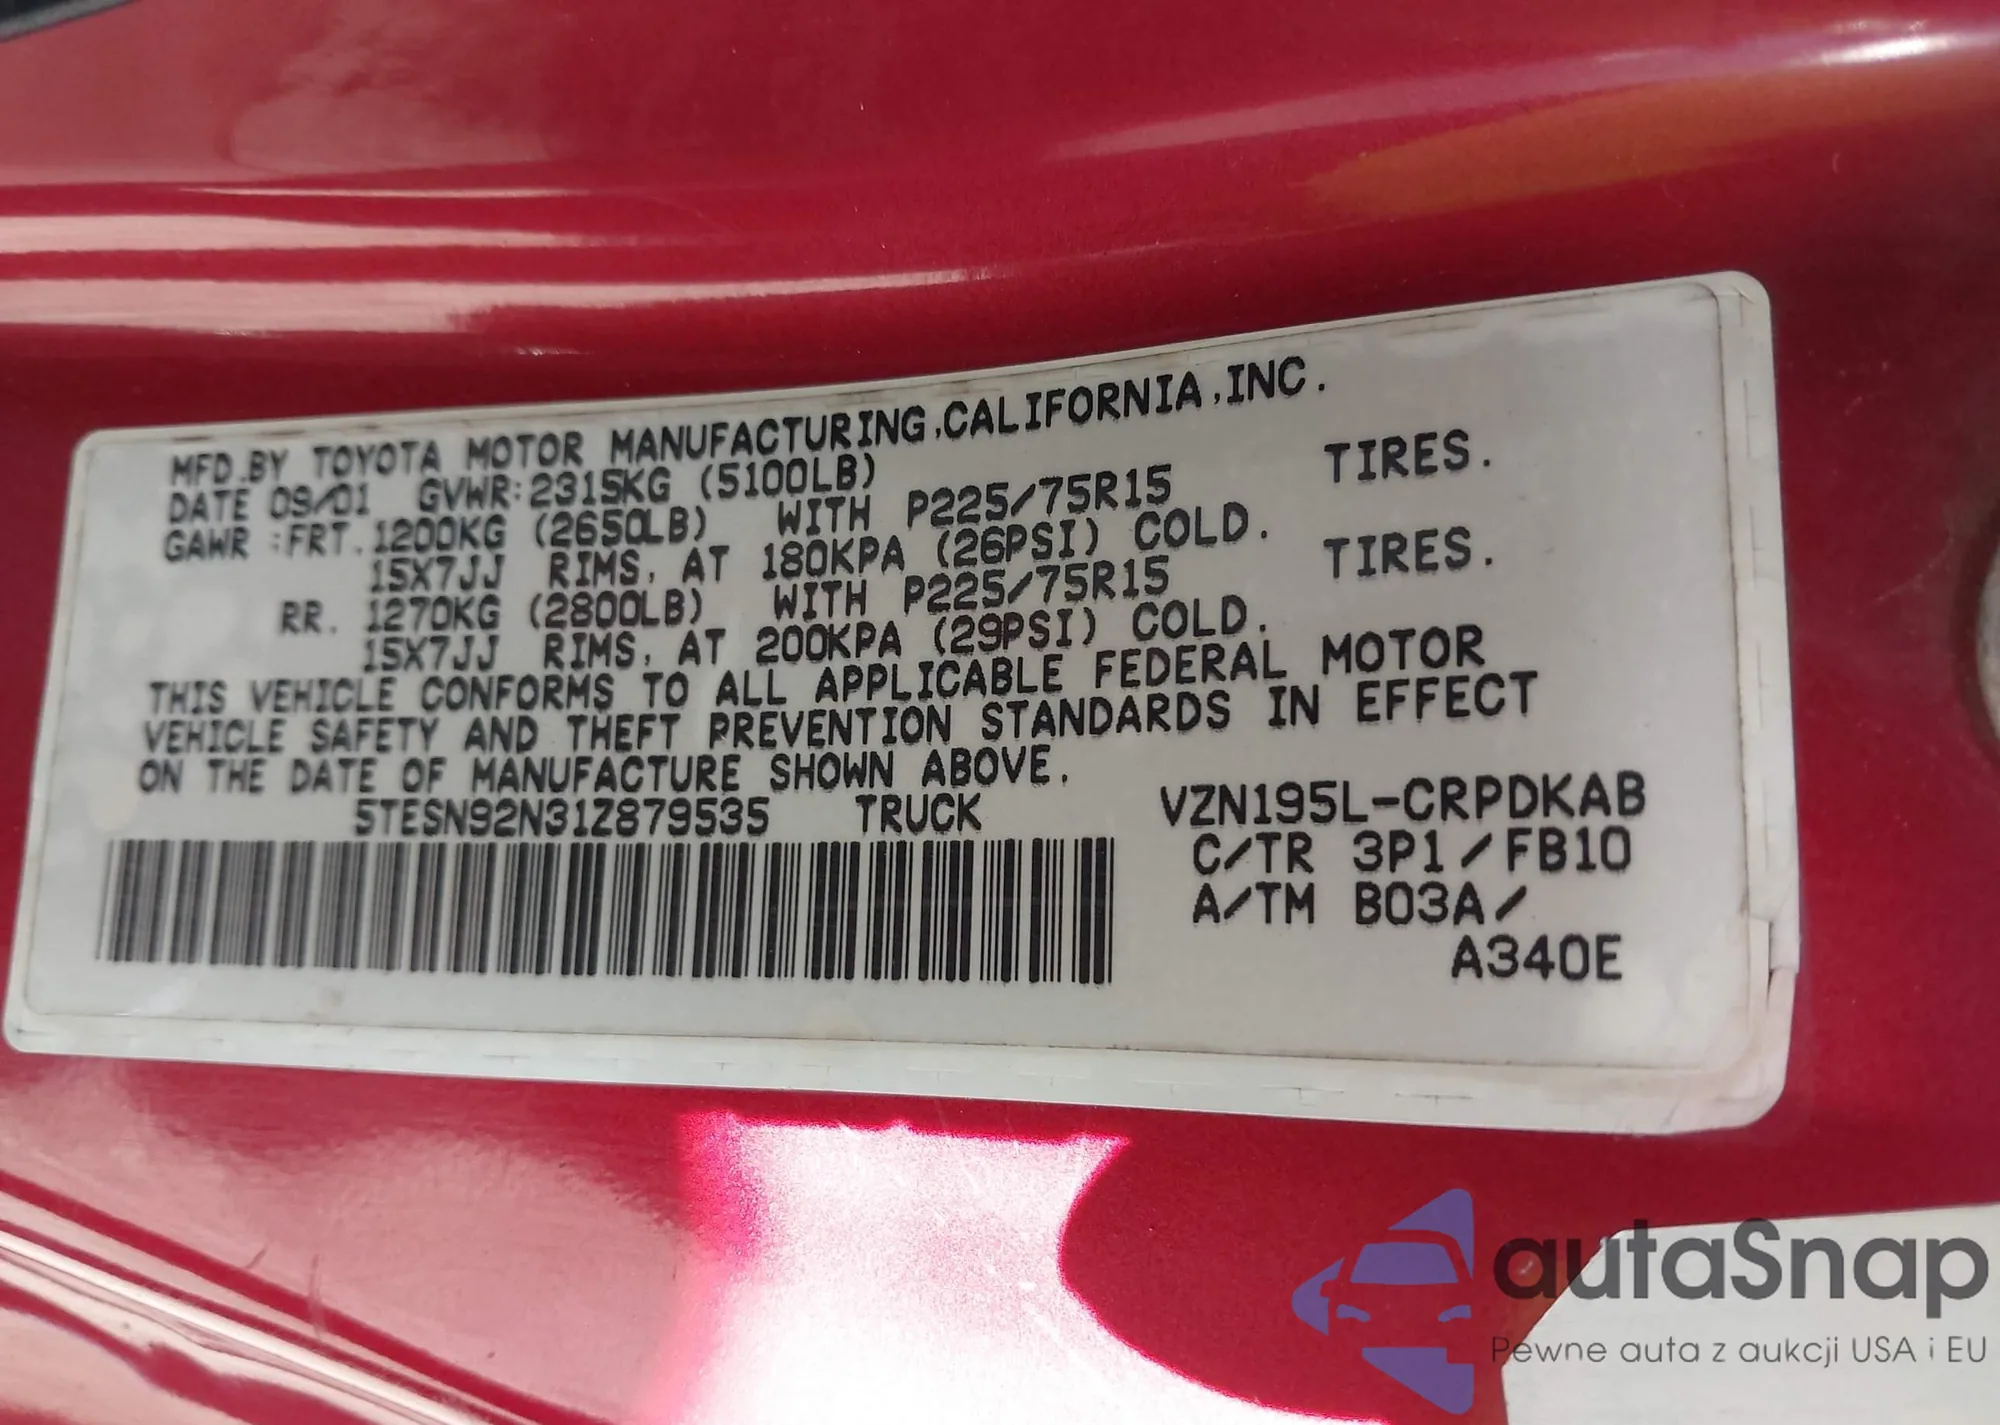 MFD.BY TOYOTA MOTOR MANUFACTURING,CALIFORNIA,INC.
DATE 09/01 GVWR:2315KG (5100LB)
GAWR :FRT. 1200KG (2650LB) WITH P225/75R15 TIRES.
15X7JJ RIMS, AT 180KPA (26PSI) COLD.
RR. 1270KG (2800LB) WITH P225/75R15 TIRES.
15X7JJ RIMS, AT 200KPA (29PSI) COLD.
THIS VEHICLE CONFORMS TO ALL APPLICABLE FEDERAL MOTOR
VEHICLE SAFETY AND THEFT PREVENTION STANDARDS IN EFFECT
ON THE DATE OF MANUFACTURE SHOWN ABOVE.
5TESN92N31Z879535 TRUCK VZN195L-CRPDKAB
C/TR 3P1/FB10
A/TM B03A/
A340E
autaSnap
Pewne auta z aukcji USA i EU